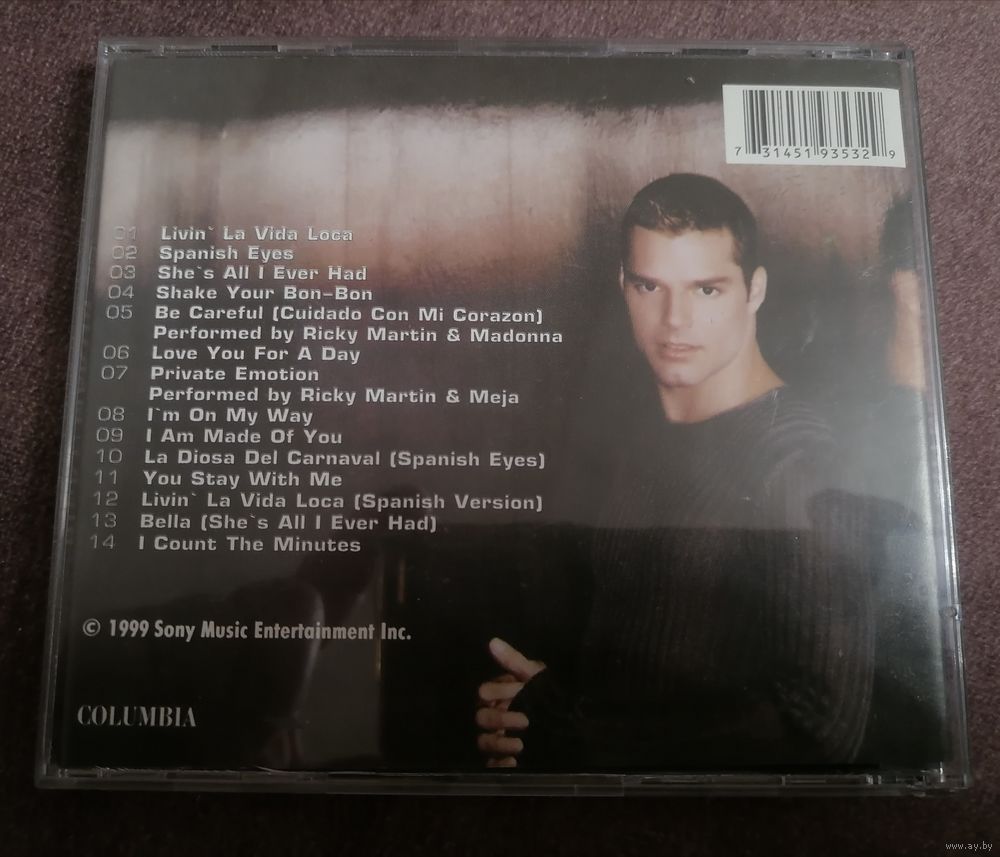 7 31451 93532 9
01 Livin` La Vida Loca
02 Spanish Eyes
03 She`s All I Ever Had
04 Shake Your Bon-Bon
05 Be Careful (Cuidado Con Mi Corazon)
Performed by Ricky Martin & Madonna
06 Love You For A Day
07 Private Emotion
Performed by Ricky Martin & Meja
08 I`m On My Way
09 I Am Made Of You
10 La Diosa Del Carnaval (Spanish Eyes)
11 You Stay With Me
12 Livin` La Vida Loca (Spanish Version)
13 Bella (She`s All I Ever Had)
14 I Count The Minutes
© 1999 Sony Music Entertainment Inc.
COLUMBIA
www.ay.by